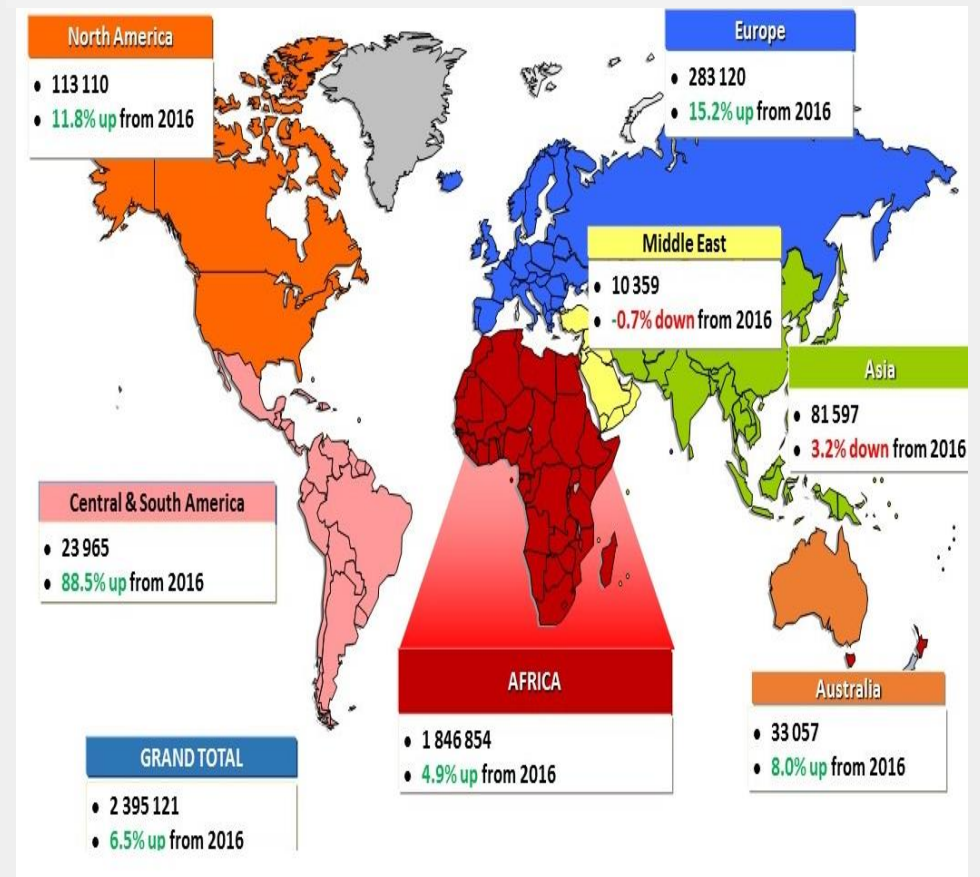 North America
• 113 110
• 11.8% up from 2016
Europe
• 283 120
• 15.2% up from 2016
Middle East
• 10 359
• -0.7% down from 2016
Asia
• 81 597
• 3.2% down from 2016
Central & South America
• 23 965
• 88.5% up from 2016
AFRICA
• 1 846 854
• 4.9% up from 2016
Australia
• 33 057
• 8.0% up from 2016
GRAND TOTAL
• 2 395 121
• 6.5% up from 2016